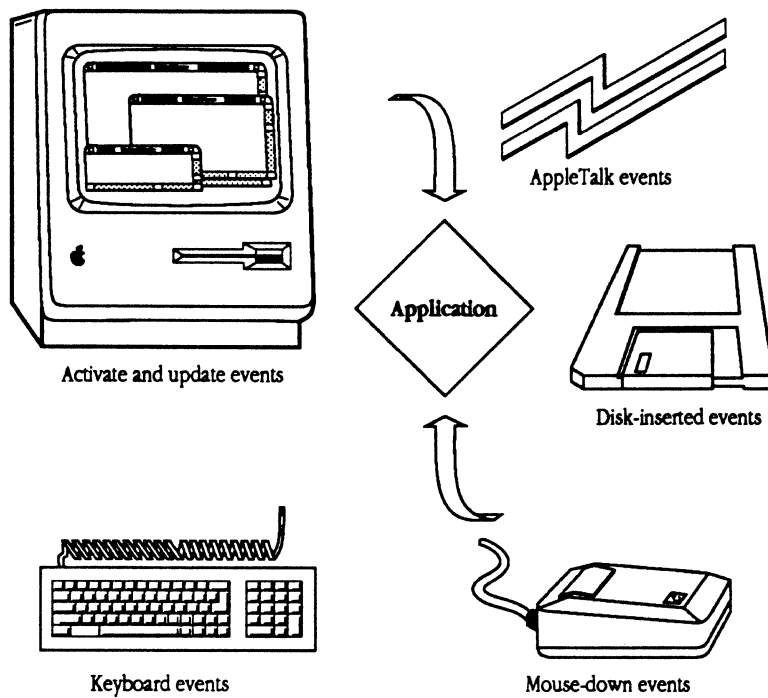 AppleTalk events
Application
Activate and update events
Disk-inserted events
Keyboard events
Mouse-down events